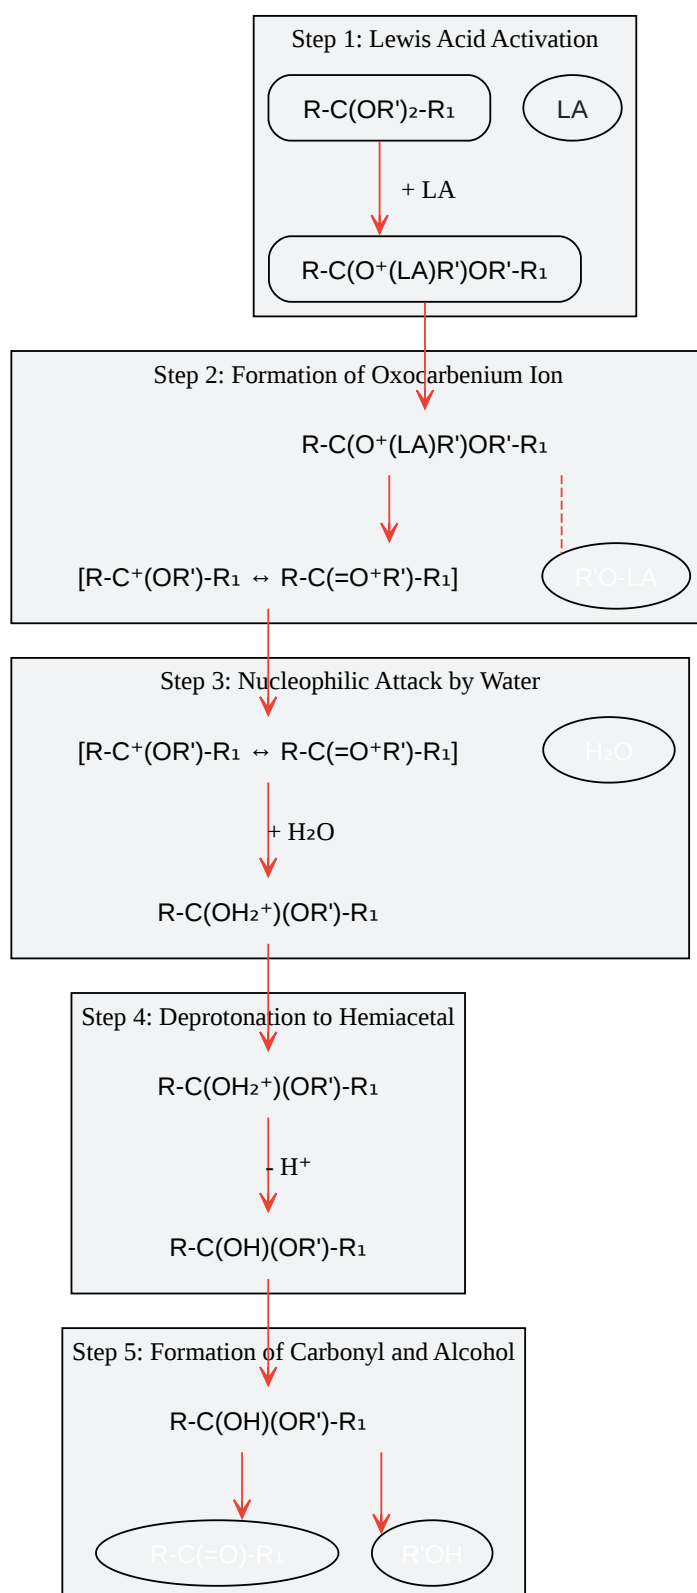 Step 1: Lewis Acid Activation
R-C(OR')₂-R₁
LA
+ LA
R-C(O⁺(LA)R')OR'-R₁
Step 2: Formation of Oxocarbenium Ion
R-C(O⁺(LA)R')OR'-R₁
[R-C⁺(OR')-R₁ ↔ R-C(=O⁺R')-R₁]
R'O-LA
Step 3: Nucleophilic Attack by Water
[R-C⁺(OR')-R₁ ↔ R-C(=O⁺R')-R₁]
H₂O
+ H₂O
R-C(OH₂⁺)(OR')-R₁
Step 4: Deprotonation to Hemiacetal
R-C(OH₂⁺)(OR')-R₁
- H⁺
R-C(OH)(OR')-R₁
Step 5: Formation of Carbonyl and Alcohol
R-C(OH)(OR')-R₁
R-C(=O)-R₁
R'OH